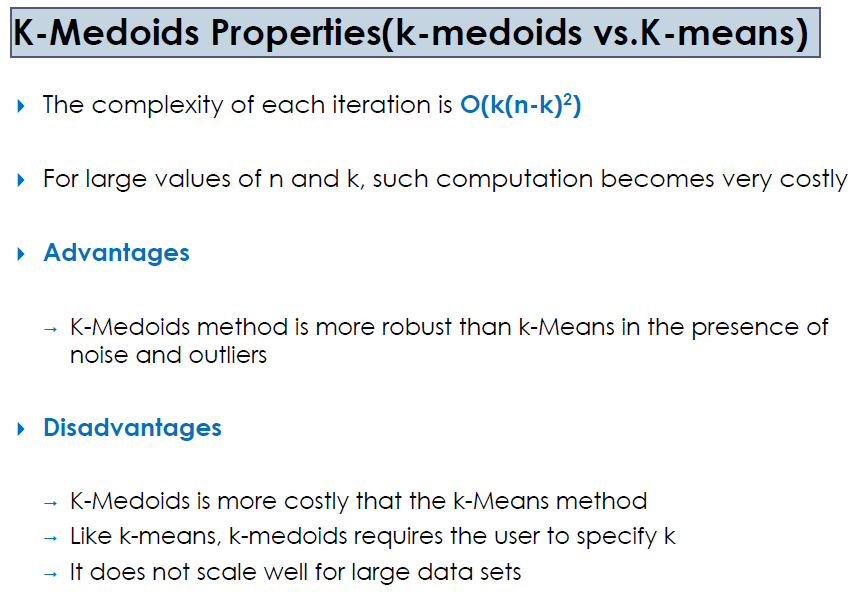 K-Medoids Properties(k-medoids vs.K-means)
The complexity of each iteration is O(k(n-k)²)
For large values of n and k, such computation becomes very costly
Advantages
→ K-Medoids method is more robust than k-Means in the presence of
noise and outliers
Disadvantages
→ K-Medoids is more costly that the k-Means method
→ Like k-means, k-medoids requires the user to specify k
→ It does not scale well for large data sets